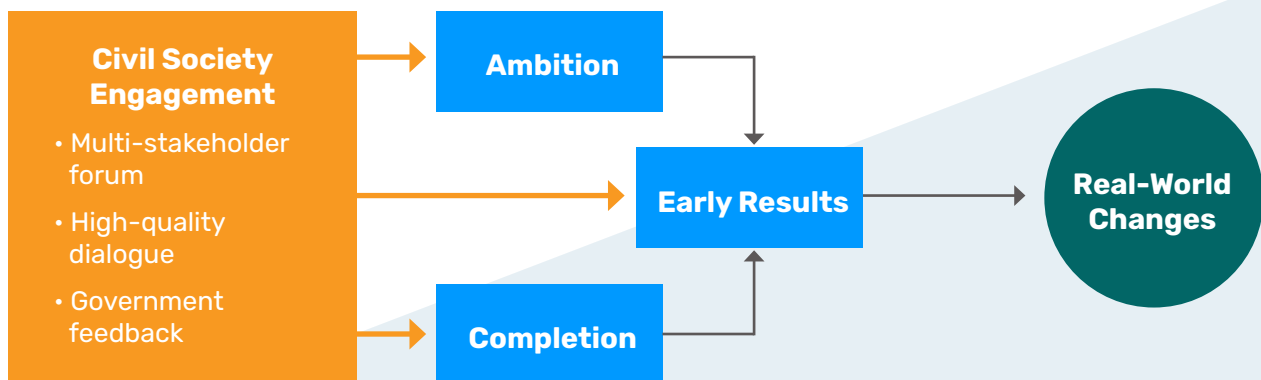 Civil Society
Engagement
• Multi-stakeholder
forum
• High-quality
dialogue
• Government
feedback
Ambition
Early Results
Completion
Real-World
Changes